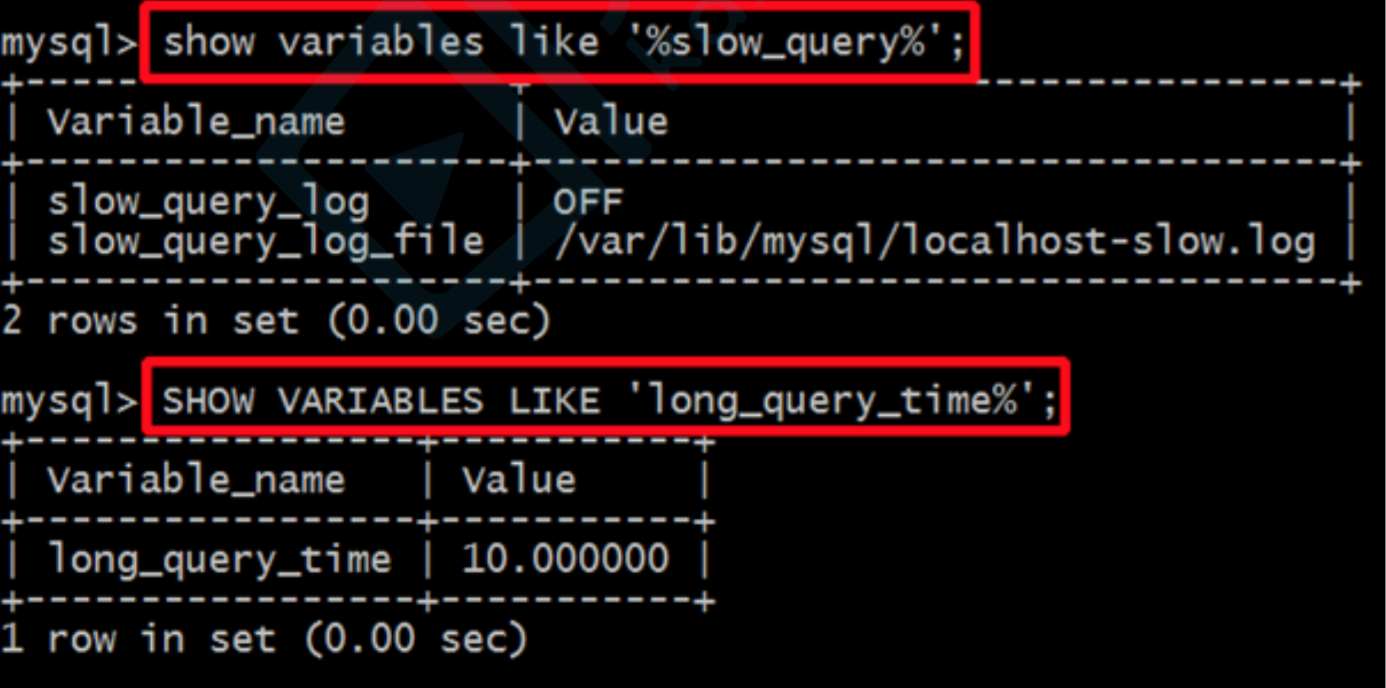 mysql> show variables like '%slow_query%';
+---------------------+----------------------------------+
| Variable_name | Value |
+---------------------+----------------------------------+
| slow_query_log | OFF |
| slow_query_log_file | /var/lib/mysql/localhost-slow.log |
+---------------------+----------------------------------+
2 rows in set (0.00 sec)
mysql> SHOW VARIABLES LIKE 'long_query_time%';
+-----------------+-----------+
| Variable_name | Value |
+-----------------+-----------+
| long_query_time | 10.000000 |
+-----------------+-----------+
1 row in set (0.00 sec)